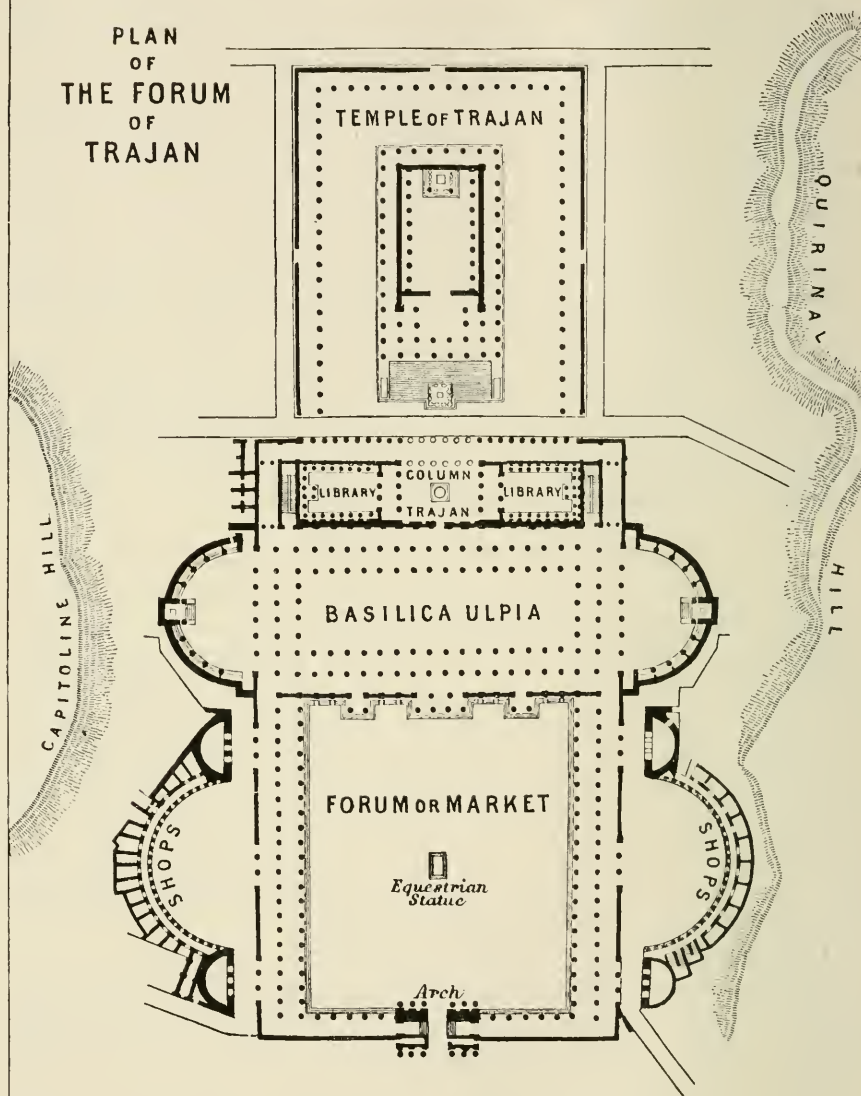 PLAN
OF
THE FORUM
OF
TRAJAN
TEMPLE OF TRAJAN
QUIRINAL
HILL
COLUMN
LIBRARY
LIBRARY
TRAJAN
CAPITOLINE HILL
BASILICA ULPIA
FORUM OR MARKET
SHOPS
SHOPS
Equestrian
Statue
Arch